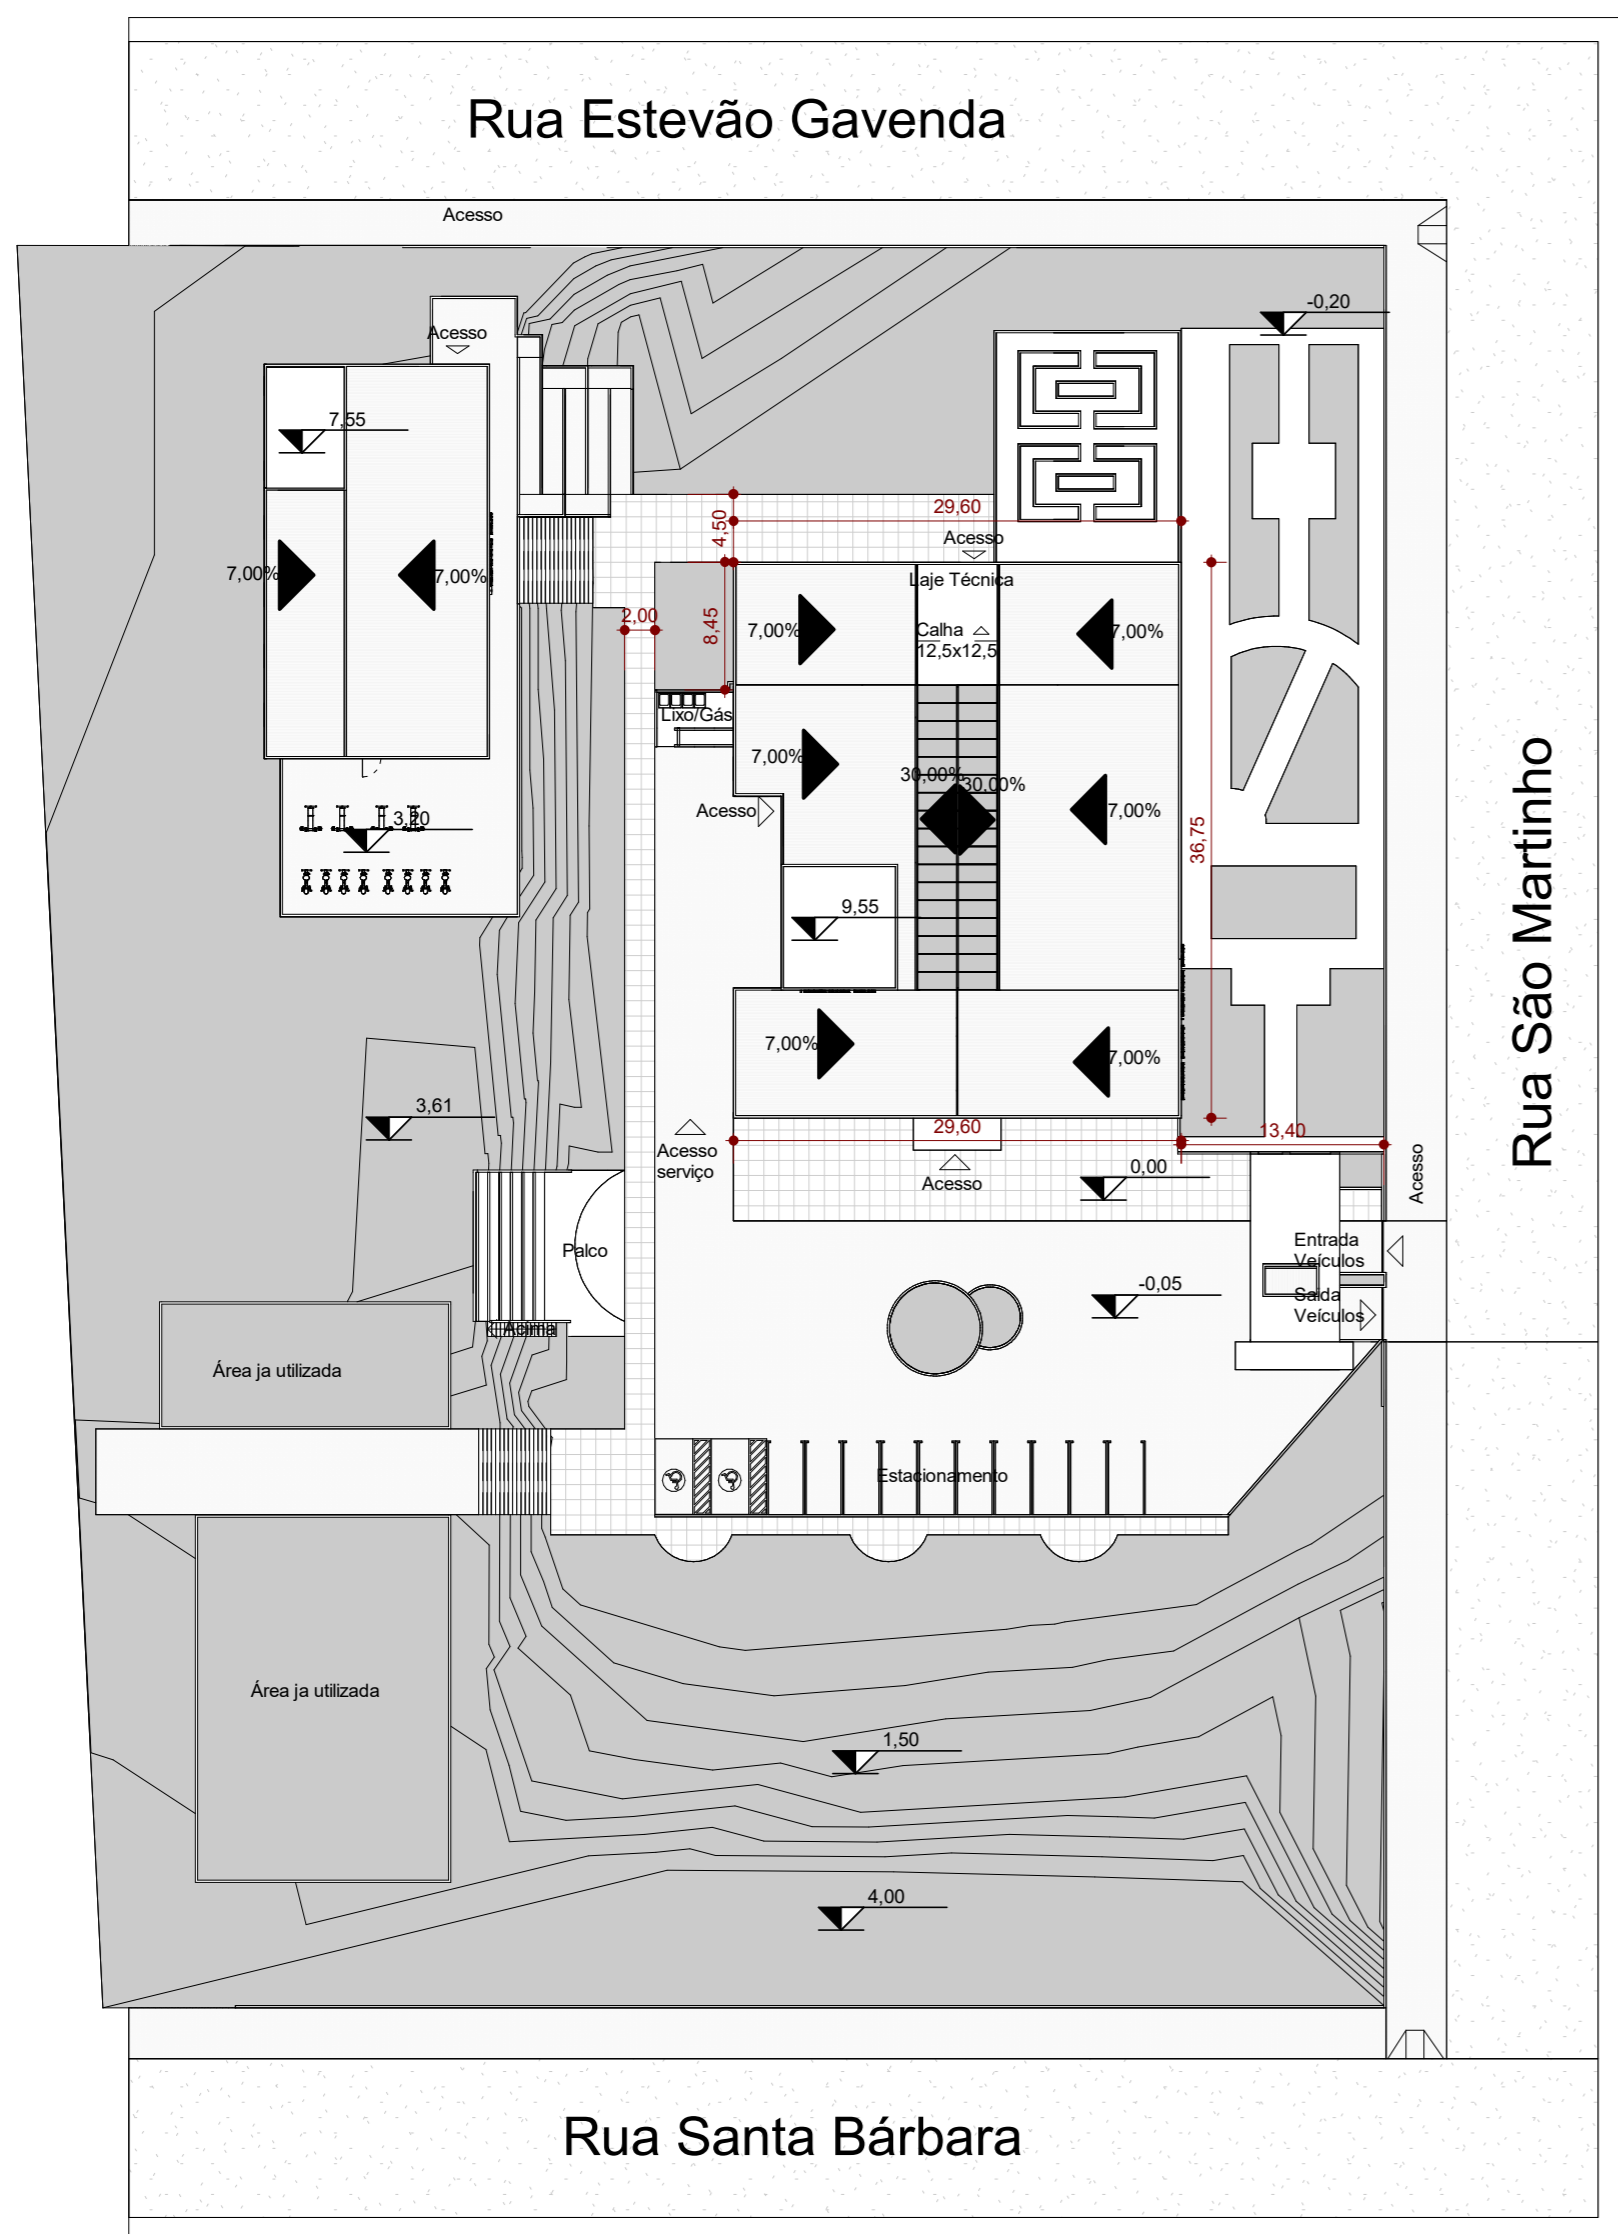 Rua Estevão Gavenda
Acesso
-0,20
Acesso
7,55
29,60
4,50
Acesso
7,00%
7,00%
Laje Técnica
2,00
8,45
7,00%
Calha
12,5x12,5
7,00%
Lixo/Gás
7,00%
30,00%
30,00%
Acesso
7,00%
3,20
36,75
Rua São Martinho
9,55
7,00%
7,00%
3,61
29,60
13,40
Acesso
serviço
0,00
Acesso
Acesso
Palco
Entrada
Veículos
-0,05
Saída
Veículos
Acima
Área ja utilizada
Estacionamento
Área ja utilizada
1,50
4,00
Rua Santa Bárbara